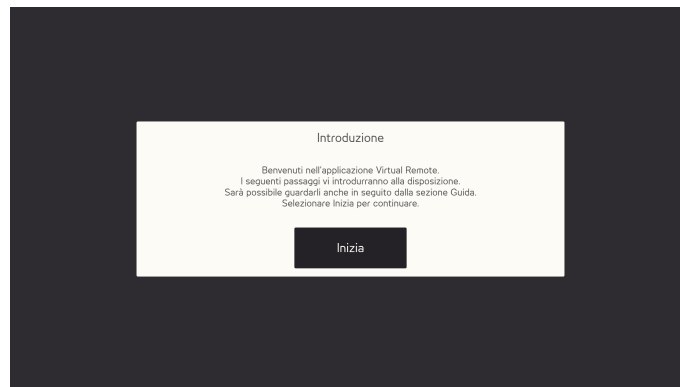 Introduzione
Benvenuti nell'applicazione Virtual Remote.
I seguenti passaggi vi introdurranno alla disposizione.
Sarà possibile guardarli anche in seguito dalla sezione Guida.
Selezionare Inizia per continuare.
Inizia